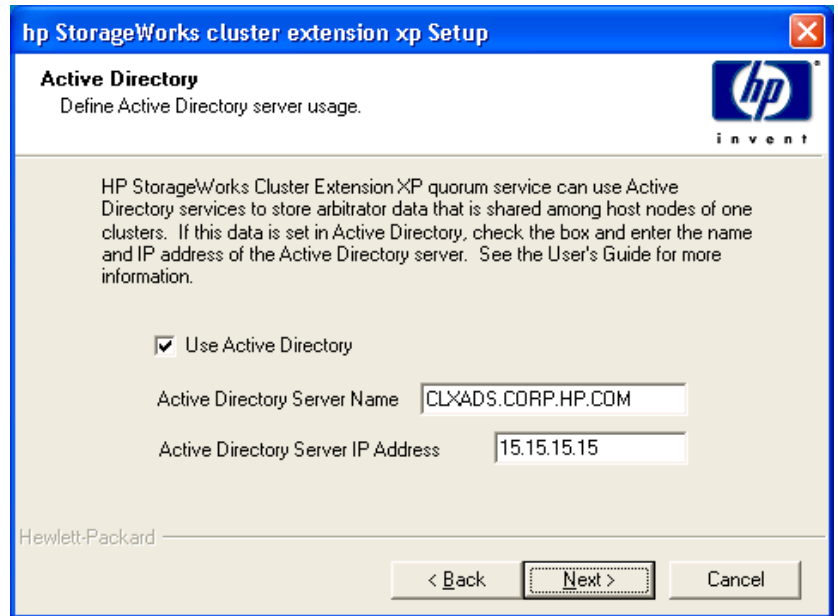 hp StorageWorks cluster extension xp Setup
Active Directory
Define Active Directory server usage.
hp
invent
HP StorageWorks Cluster Extension XP quorum service can use Active
Directory services to store arbitrator data that is shared among host nodes of one
clusters. If this data is set in Active Directory, check the box and enter the name
and IP address of the Active Directory server. See the User's Guide for more
information.
Use Active Directory
Active Directory Server Name CLXADS.CORP.HP.COM
Active Directory Server IP Address 15.15.15.15
Hewlett-Packard
< Back Next > Cancel